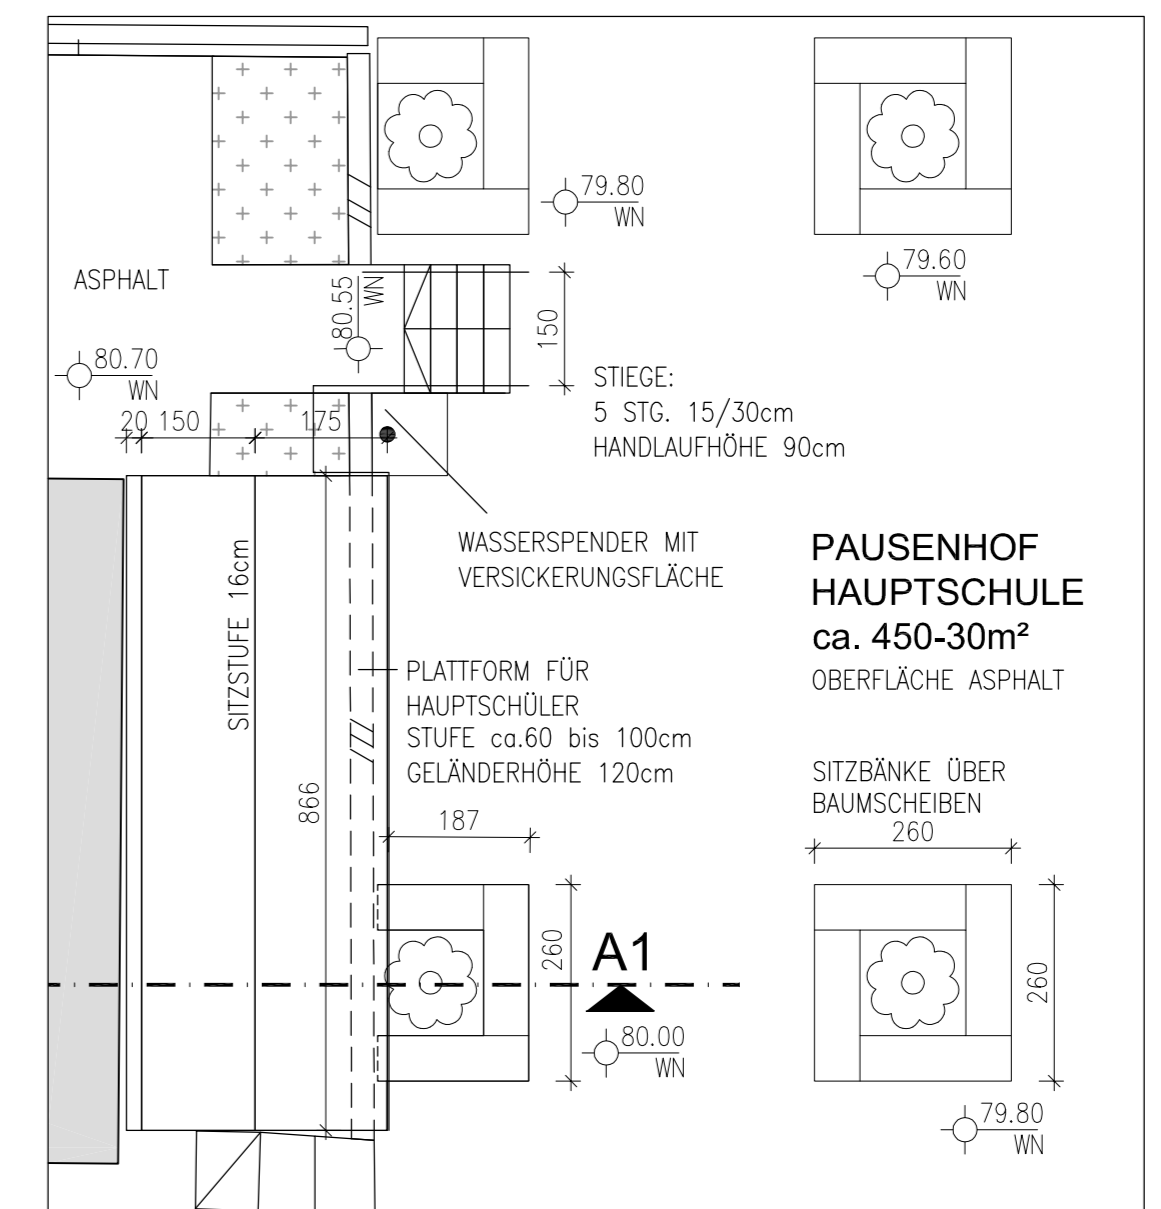 79.80
WN
79.60
WN
ASPHALT
80.55
WN
150
80.70
WN
STIEGE:
5 STG. 15/30cm
HANDLAUFHÖHE 90cm
20 150
175
WASSERSPENDER MIT
VERSICKERUNGSFLÄCHE
PAUSENHOF
HAUPTSCHULE
ca. 450-30m²
OBERFLÄCHE ASPHALT
SITZSTUFE 16cm
PLATTFORM FÜR
HAUPTSCHÜLER
STUFE ca.60 bis 100cm
GELÄNDERHÖHE 120cm
866
187
SITZBÄNKE ÜBER
BAUMSCHEIBEN
260
260
A1
260
80.00
WN
79.80
WN